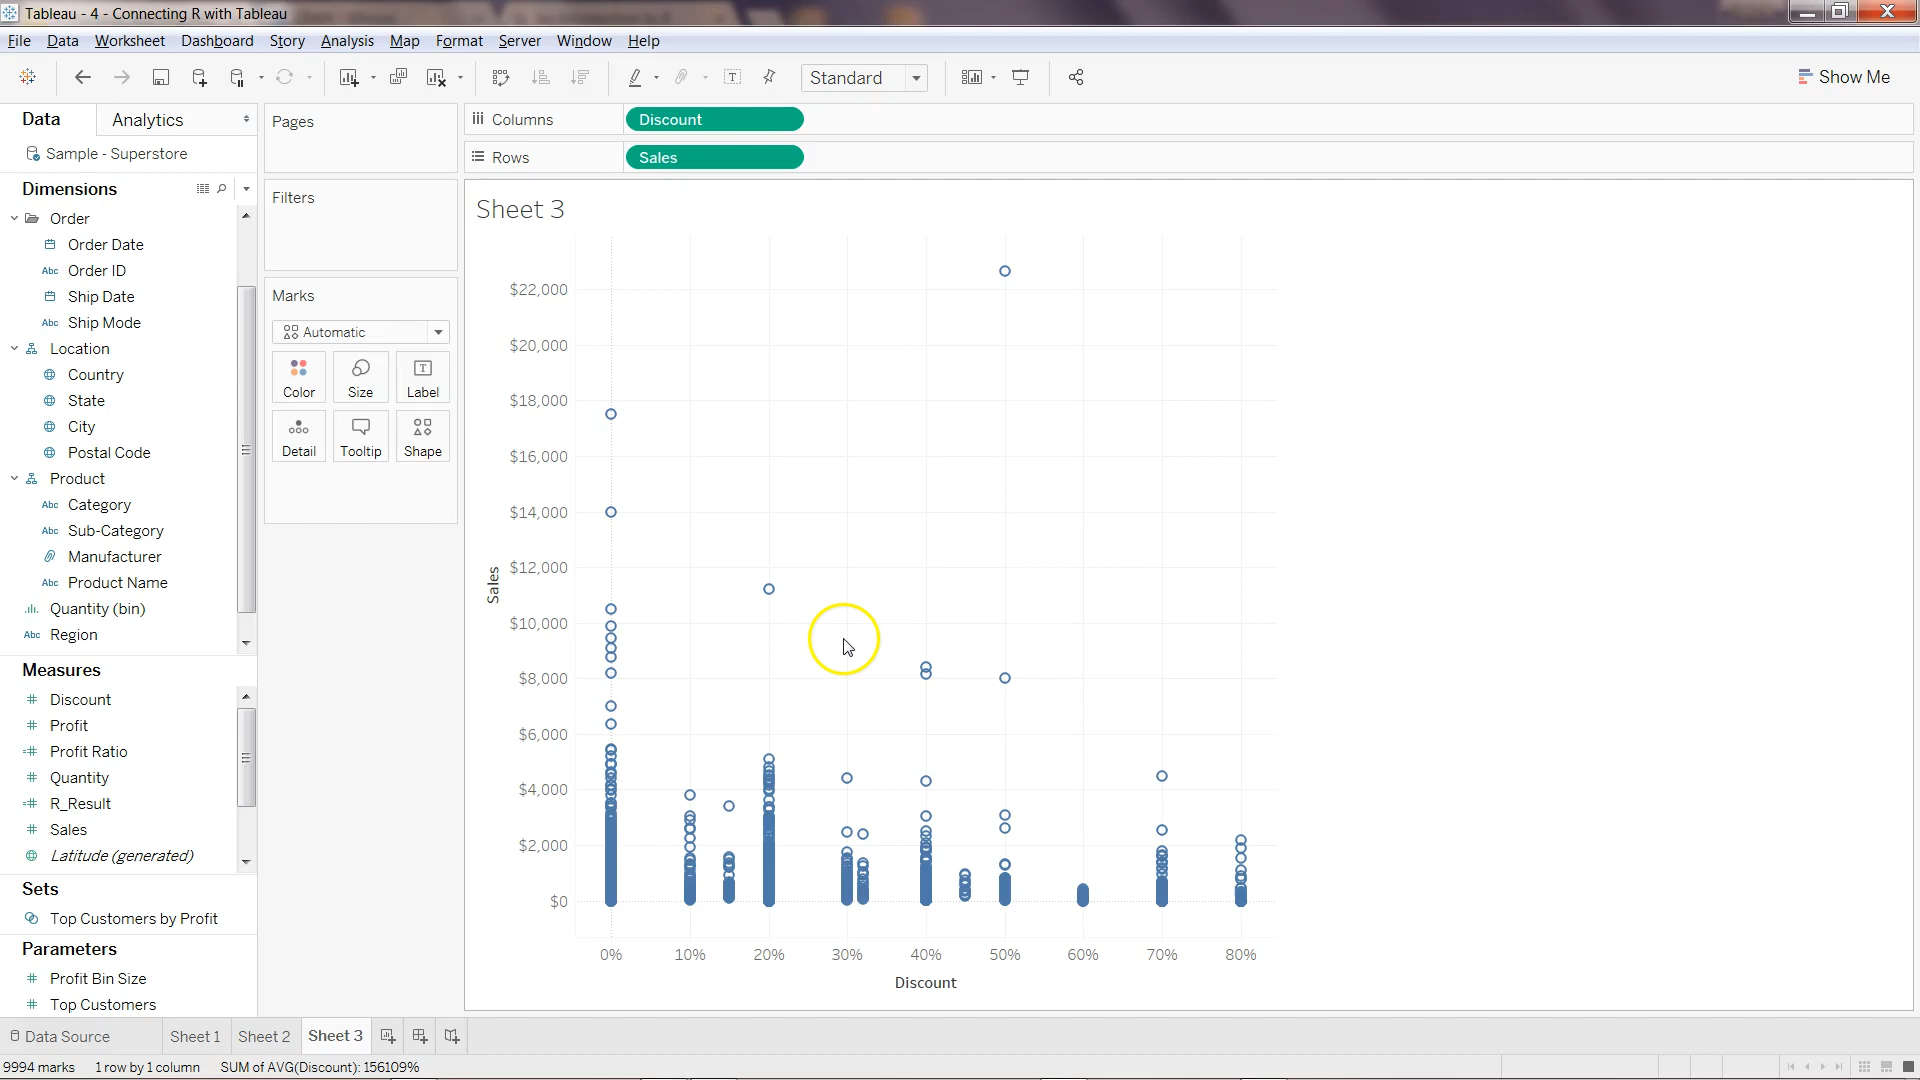 Tableau - 4 - Connecting R with Tableau
File Data Worksheet Dashboard Story Analysis Map Format Server Window Help
Standard
Show Me
Data Analytics
Sample - Superstore
Dimensions
Order
Order Date
Abc Order ID
Ship Date
Abc Ship Mode
Location
Country
State
City
Postal Code
Product
Abc Category
Abc Sub-Category
Manufacturer
Abc Product Name
Quantity (bin)
Abc Region
Measures
# Discount
# Profit
=# Profit Ratio
# Quantity
=# R_Result
# Sales
Latitude (generated)
Sets
Top Customers by Profit
Parameters
# Profit Bin Size
# Top Customers
Pages
Filters
Marks
Automatic
Color Size T Label
Detail Tooltip Shape
Columns Discount
Rows Sales
Sheet 3
$22,000
$20,000
$18,000
$16,000
$14,000
$12,000
$10,000
$8,000
$6,000
$4,000
$2,000
$0
Sales
0% 10% 20% 30% 40% 50% 60% 70% 80%
Discount
Data Source Sheet 1 Sheet 2 Sheet 3
9994 marks 1 row by 1 column SUM of AVG(Discount): 156109%